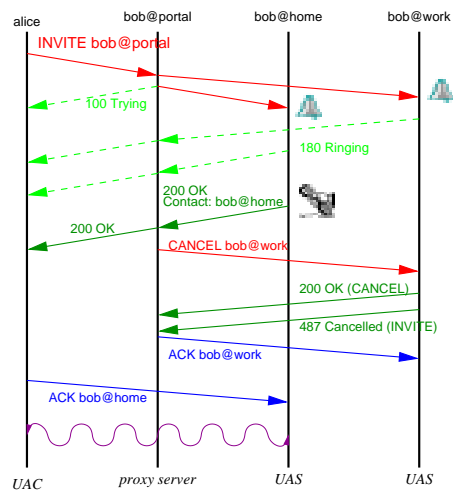 alice
bob@portal
bob@home
bob@work
INVITE bob@portal
100 Trying
180 Ringing
200 OK
Contact: bob@home
200 OK
CANCEL bob@work
200 OK (CANCEL)
487 Cancelled (INVITE)
ACK bob@work
ACK bob@home
UAC
proxy server
UAS
UAS